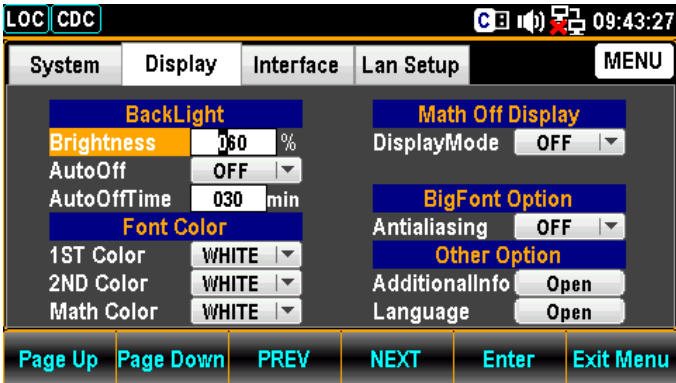 LOC CDC C 09:43:27
System Display Interface Lan Setup MENU
BackLight
Brightness 060 %
AutoOff OFF
AutoOffTime 030 min
Font Color
1ST Color WHITE
2ND Color WHITE
Math Color WHITE
Math Off Display
DisplayMode OFF
BigFont Option
Antialiasing OFF
Other Option
AdditionalInfo Open
Language Open
Page Up Page Down PREV NEXT Enter Exit Menu